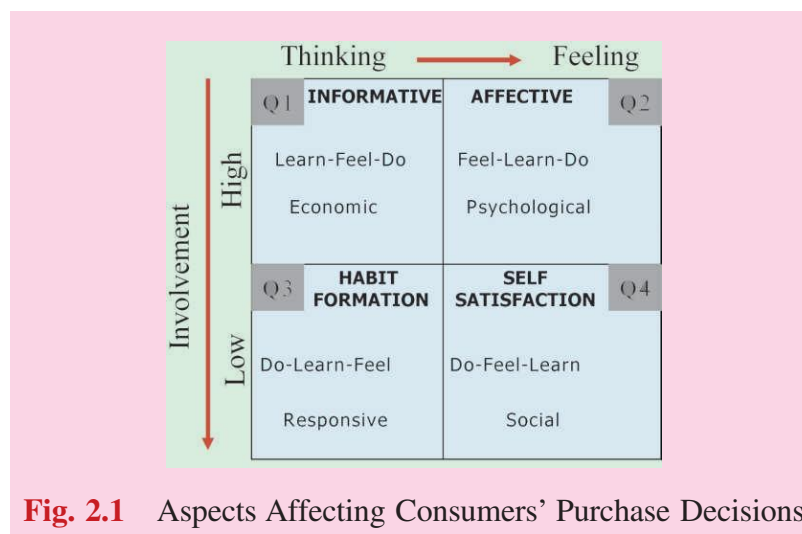 Thinking Feeling
Q1 INFORMATIVE AFFECTIVE Q2
Learn-Feel-Do Feel-Learn-Do
Economic Psychological
High
Involvement
Q3 HABIT FORMATION SELF SATISFACTION Q4
Low
Do-Learn-Feel Do-Feel-Learn
Responsive Social
Fig. 2.1 Aspects Affecting Consumers' Purchase Decisions